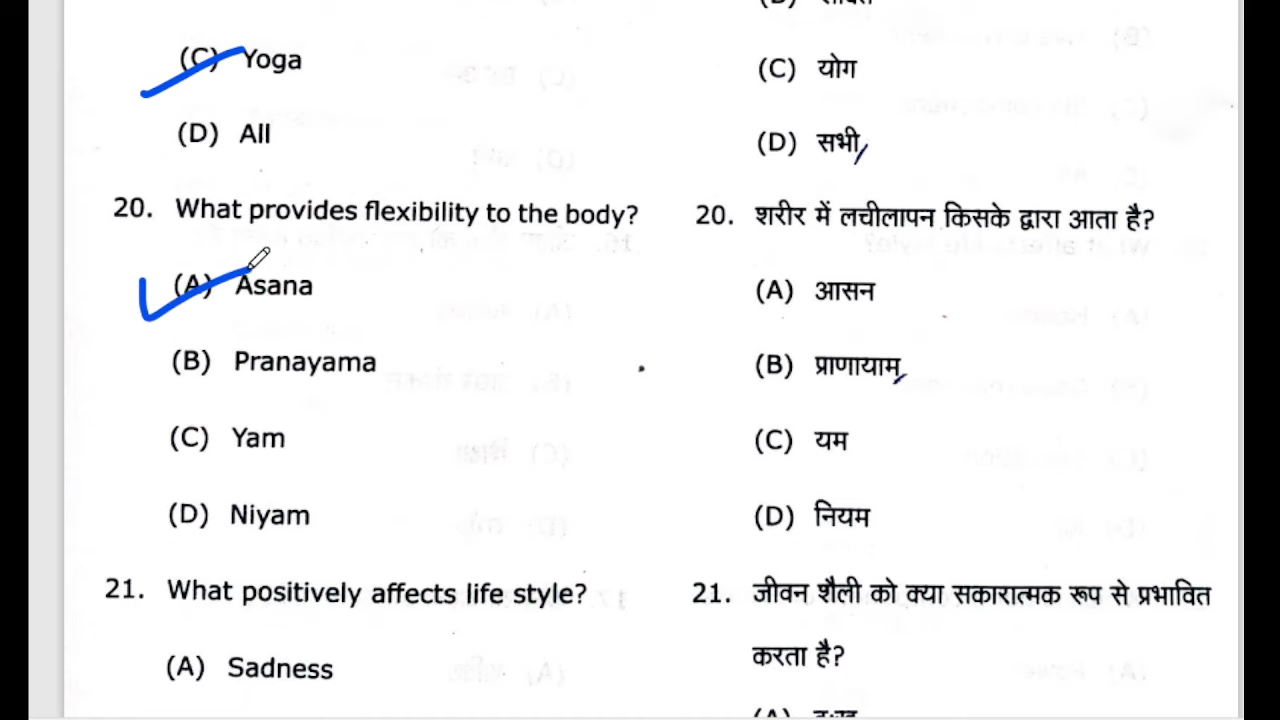 (C) Yoga
(D) All
20. What provides flexibility to the body?
(A) Asana
(B) Pranayama
(C) Yam
(D) Niyam
21. What positively affects life style?
(A) Sadness
(C) योग
(D) सभी
20. शरीर में लचीलापन किसके द्वारा आता है?
(A) आसन
(B) प्राणायाम
(C) यम
(D) नियम
21. जीवन शैली को क्या सकारात्मक रूप से प्रभावित
करता है?